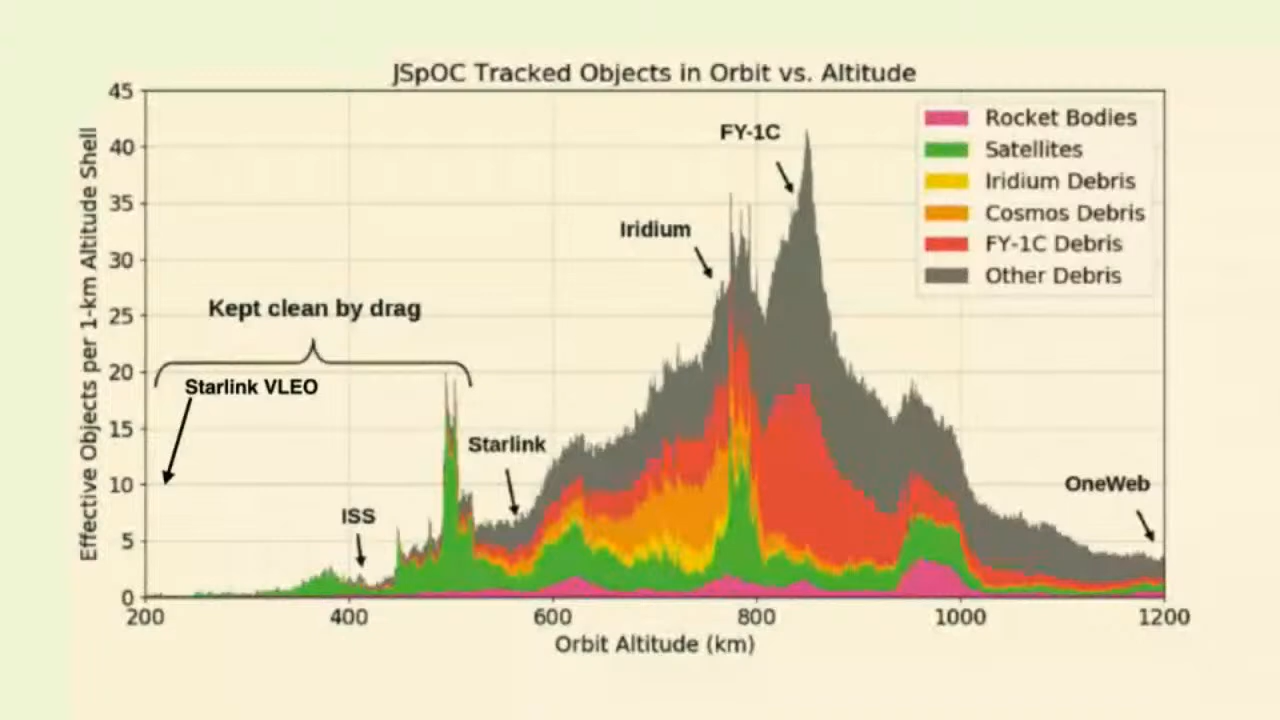 JSpOC Tracked Objects in Orbit vs. Altitude
Effective Objects per 1-km Altitude Shell
45
40
35
30
25
20
15
10
5
0
200
400
600
800
1000
1200
Orbit Altitude (km)
Kept clean by drag
Starlink VLEO
ISS
Starlink
Iridium
FY-1C
OneWeb
Rocket Bodies
Satellites
Iridium Debris
Cosmos Debris
FY-1C Debris
Other Debris